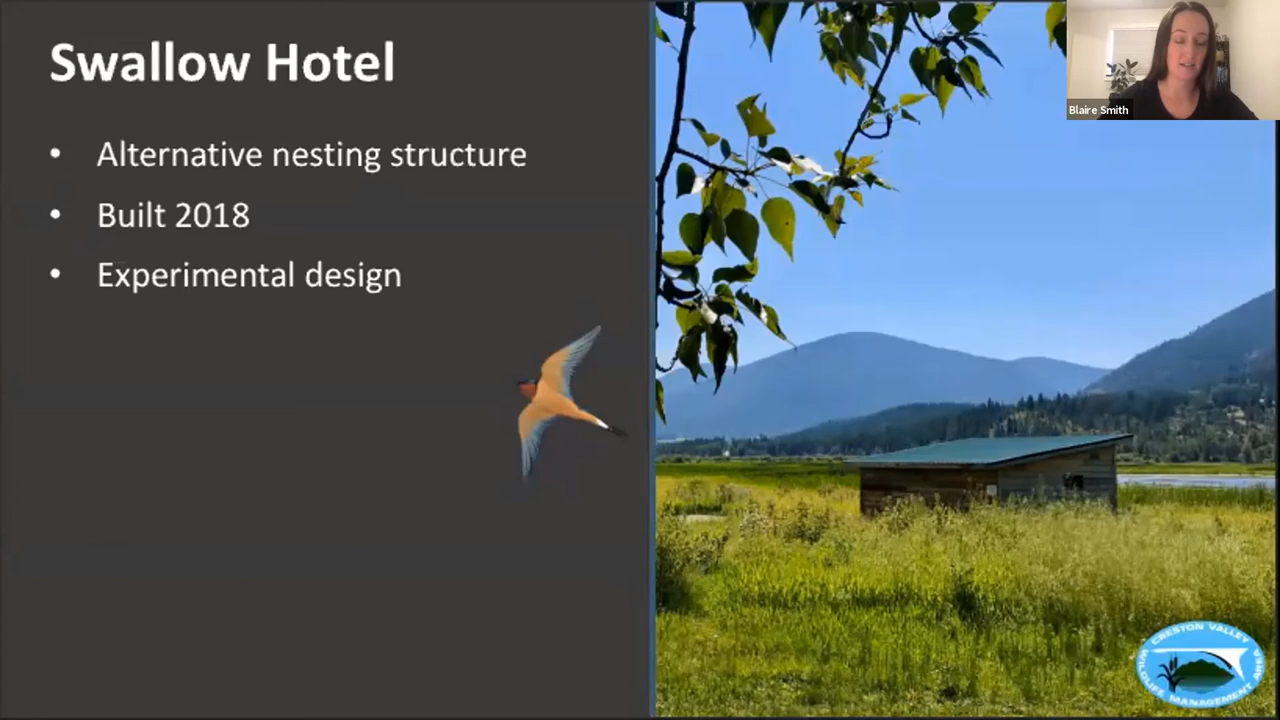 Swallow Hotel
• Alternative nesting structure
• Built 2018
• Experimental design
Blaire Smith
CRESTON VALLEY
WILDLIFE MANAGEMENT AREA